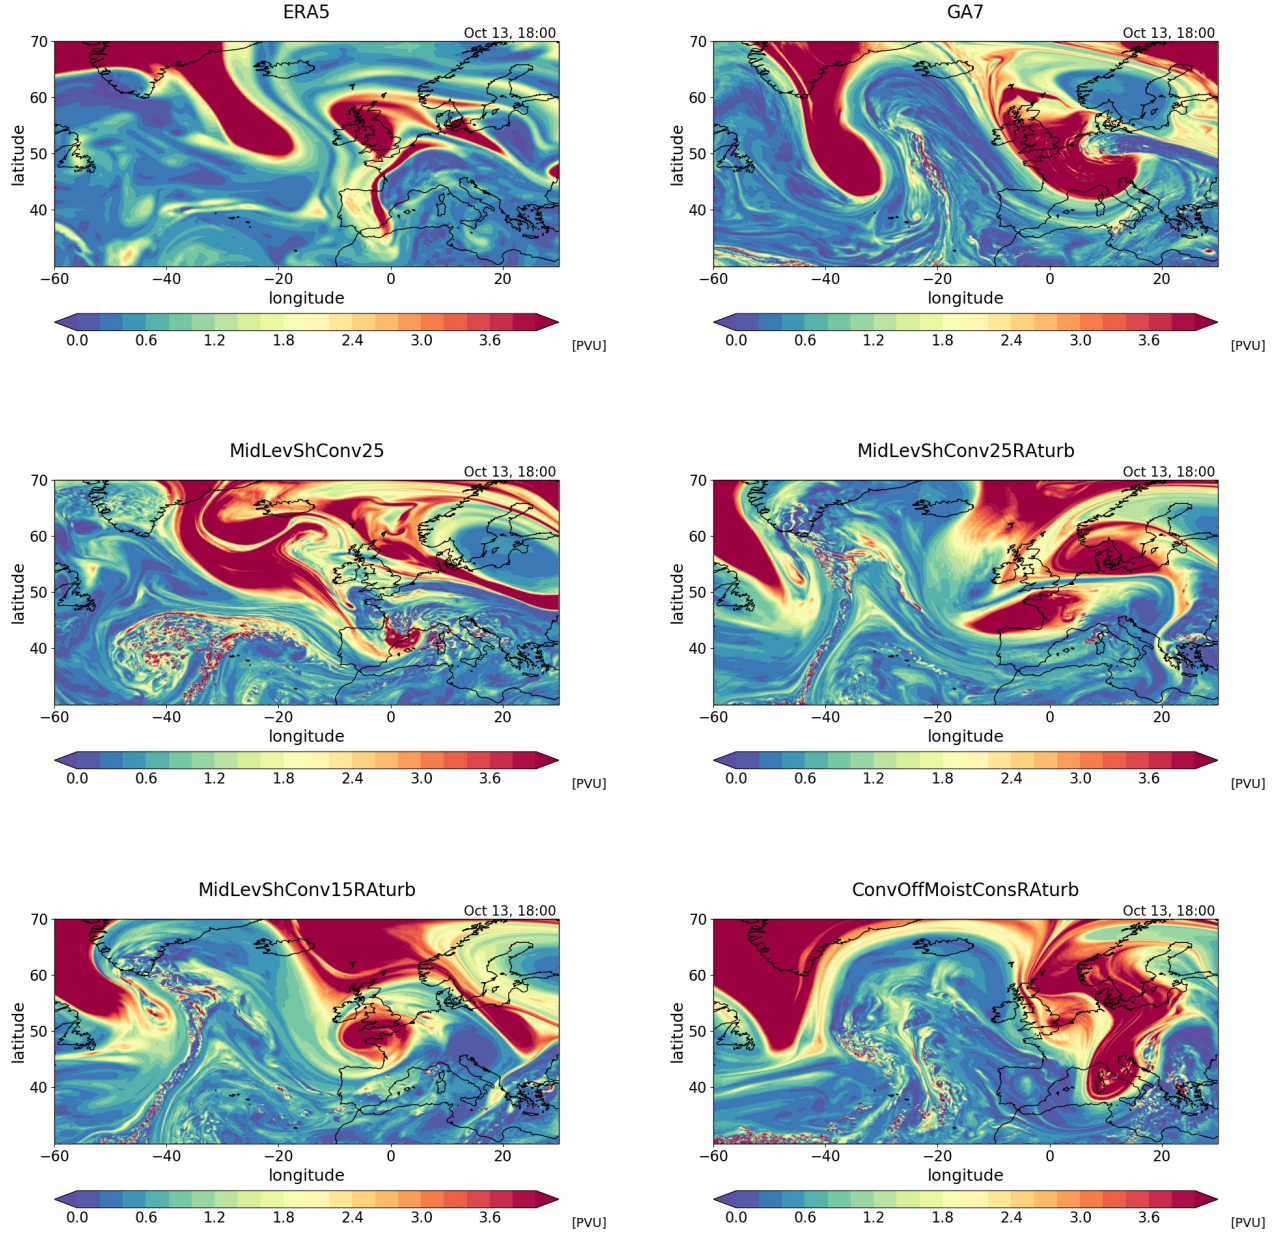 ERA5
Oct 13, 18:00
70
60
50
40
latitude
−60 −40 −20 0 20
longitude
0.0 0.6 1.2 1.8 2.4 3.0 3.6
[PVU]
GA7
Oct 13, 18:00
70
60
50
40
latitude
−60 −40 −20 0 20
longitude
0.0 0.6 1.2 1.8 2.4 3.0 3.6
[PVU]
MidLevShConv25
Oct 13, 18:00
70
60
50
40
latitude
−60 −40 −20 0 20
longitude
0.0 0.6 1.2 1.8 2.4 3.0 3.6
[PVU]
MidLevShConv25RAturb
Oct 13, 18:00
70
60
50
40
latitude
−60 −40 −20 0 20
longitude
0.0 0.6 1.2 1.8 2.4 3.0 3.6
[PVU]
MidLevShConv15RAturb
Oct 13, 18:00
70
60
50
40
latitude
−60 −40 −20 0 20
longitude
0.0 0.6 1.2 1.8 2.4 3.0 3.6
[PVU]
ConvOffMoistConsRAturb
Oct 13, 18:00
70
60
50
40
latitude
−60 −40 −20 0 20
longitude
0.0 0.6 1.2 1.8 2.4 3.0 3.6
[PVU]